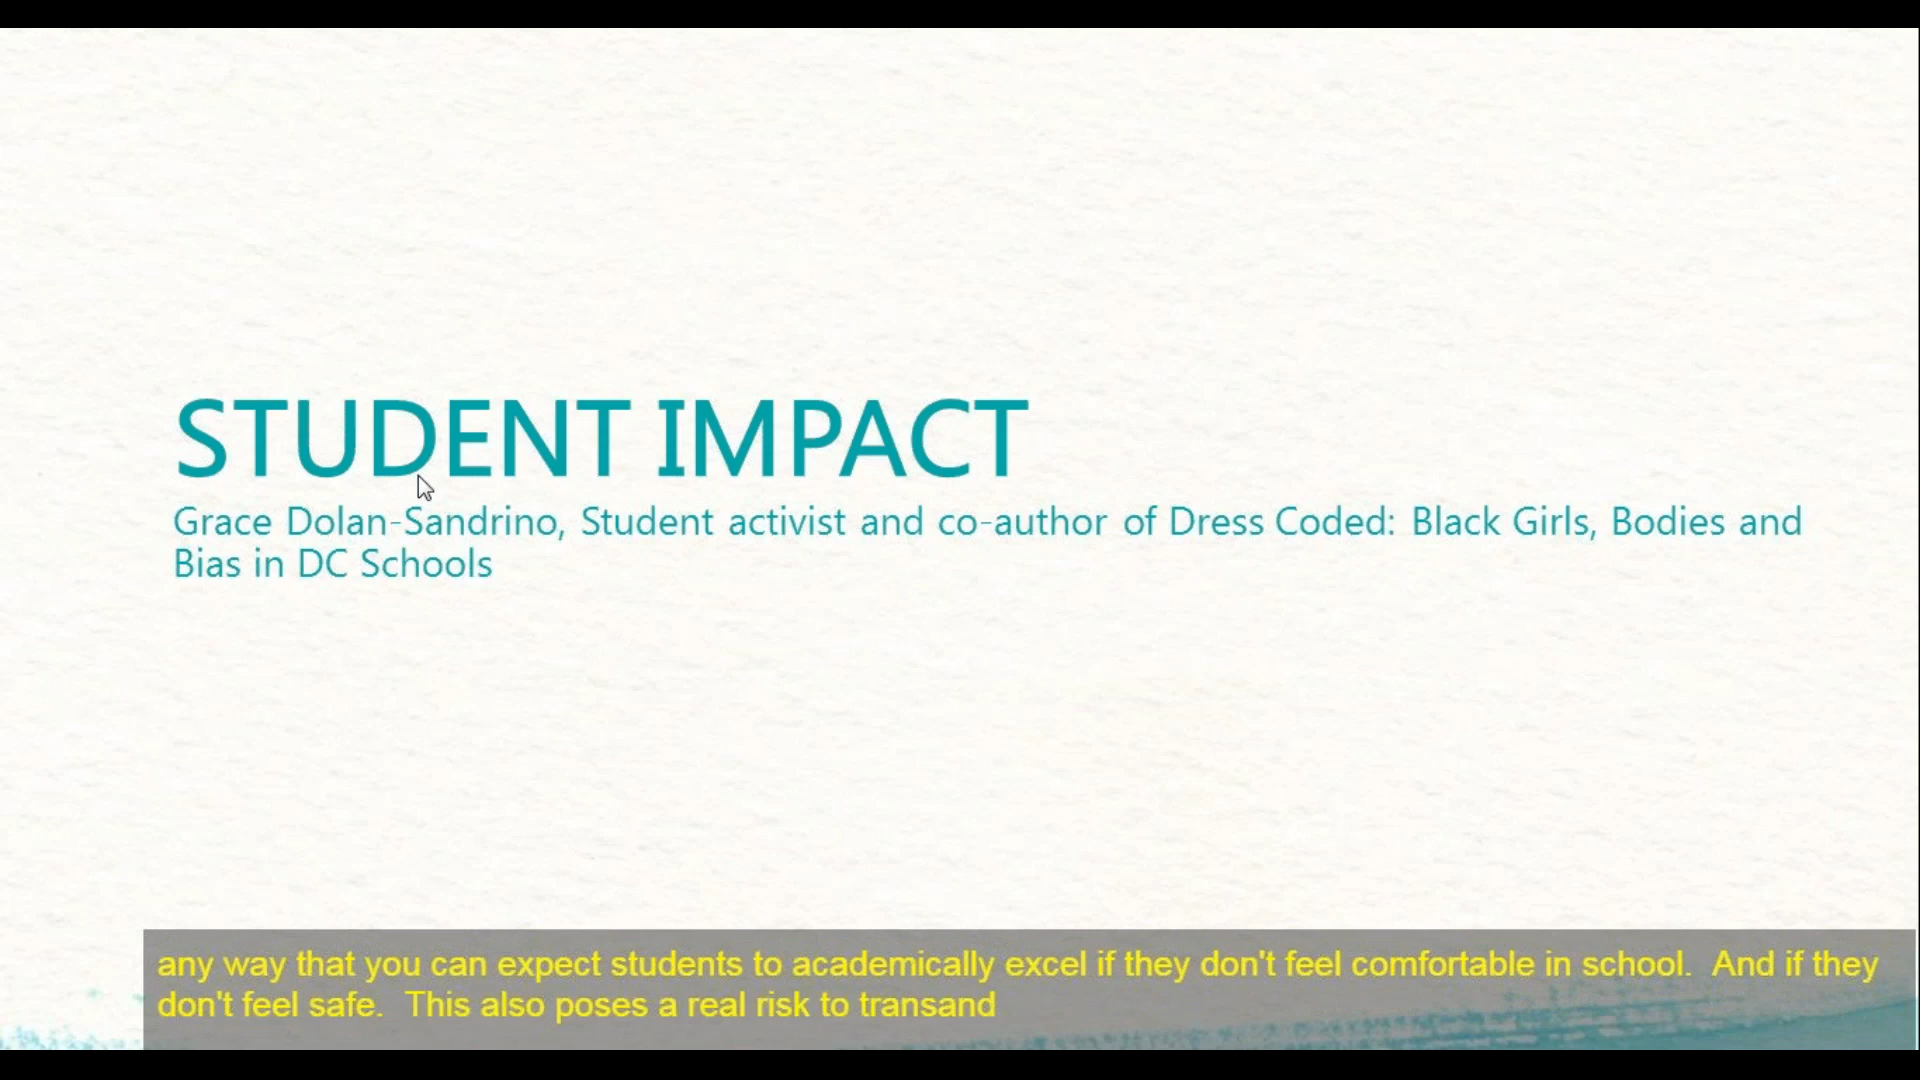 STUDENT IMPACT
Grace Dolan-Sandrino, Student activist and co-author of Dress Coded: Black Girls, Bodies and
Bias in DC Schools
any way that you can expect students to academically excel if they don't feel comfortable in school.  And if they
don't feel safe.  This also poses a real risk to transand